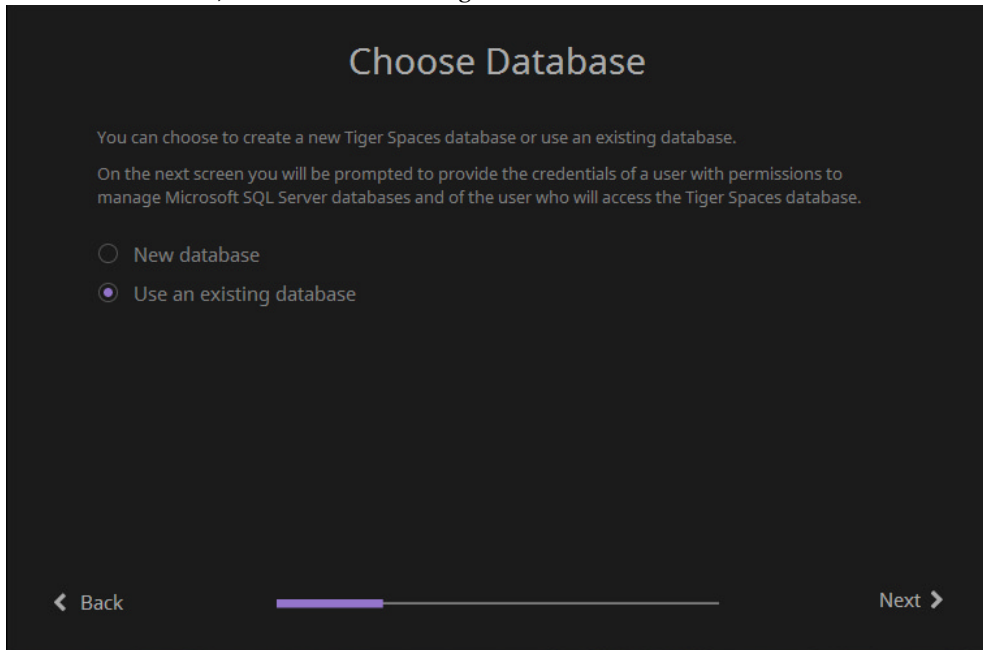 Choose Database
You can choose to create a new Tiger Spaces database or use an existing database.
On the next screen you will be prompted to provide the credentials of a user with permissions to
manage Microsoft SQL Server databases and of the user who will access the Tiger Spaces database.
New database
Use an existing database
Back
Next